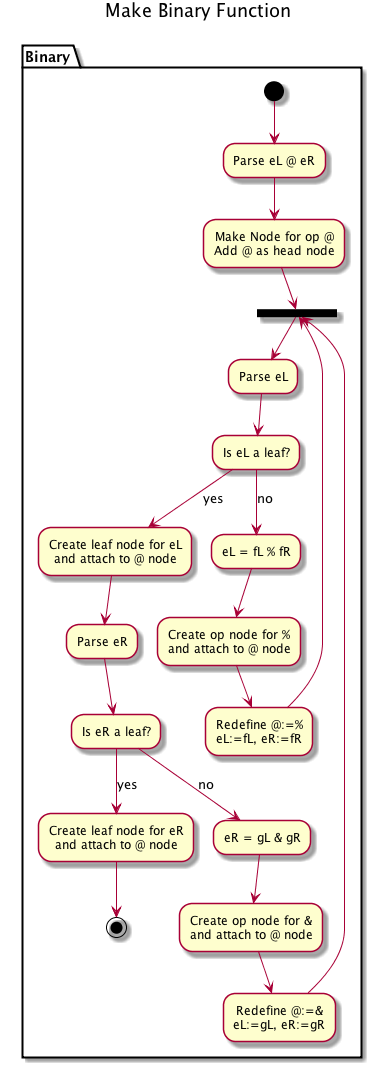 Make Binary Function
Binary
Parse eL @ eR
Make Node for op @
Add @ as head node
Parse eL
Is eL a leaf?
yes
no
Create leaf node for eL
and attach to @ node
eL = fL % fR
Parse eR
Create op node for %
and attach to @ node
Is eR a leaf?
Redefine @:=%
eL:=fL, eR:=fR
yes
no
Create leaf node for eR
and attach to @ node
eR = gL & gR
Create op node for &
and attach to @ node
Redefine @:=&
eL:=gL, eR:=gR